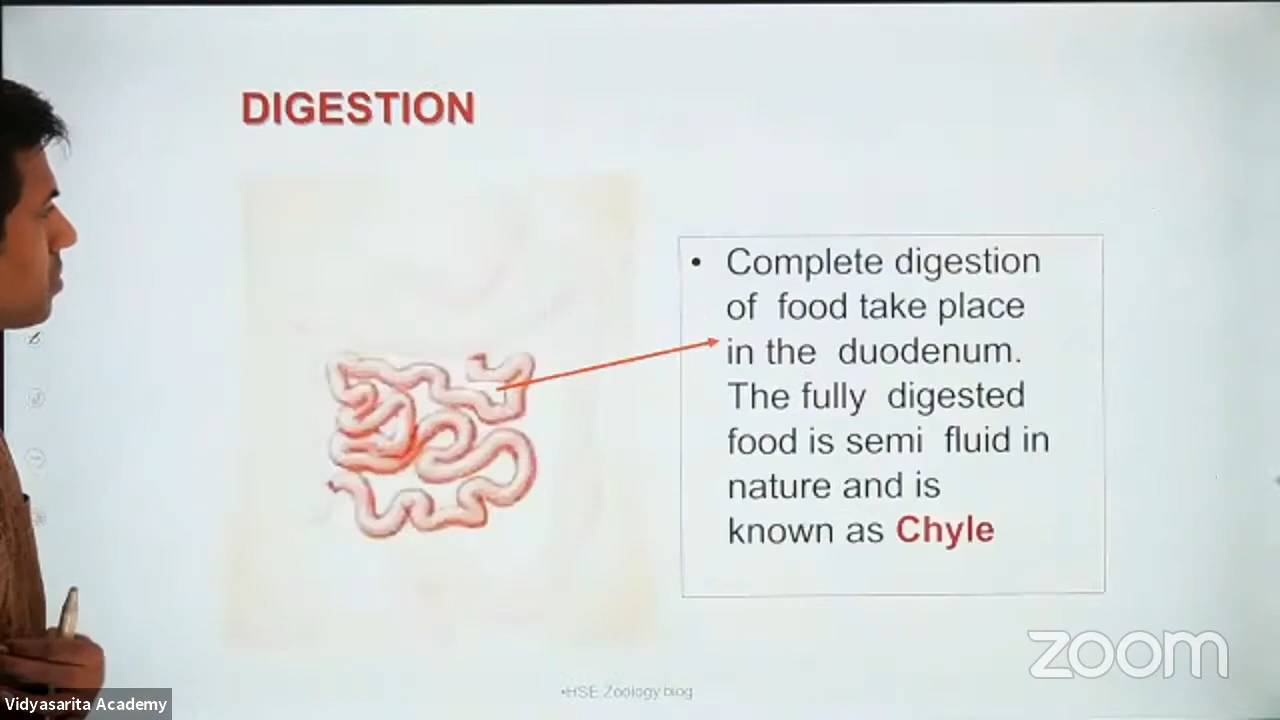 DIGESTION
• Complete digestion
of food take place
in the duodenum.
The fully digested
food is semi fluid in
nature and is
known as Chyle
zoom
•HSE Zoology blog
Vidyasarita Academy